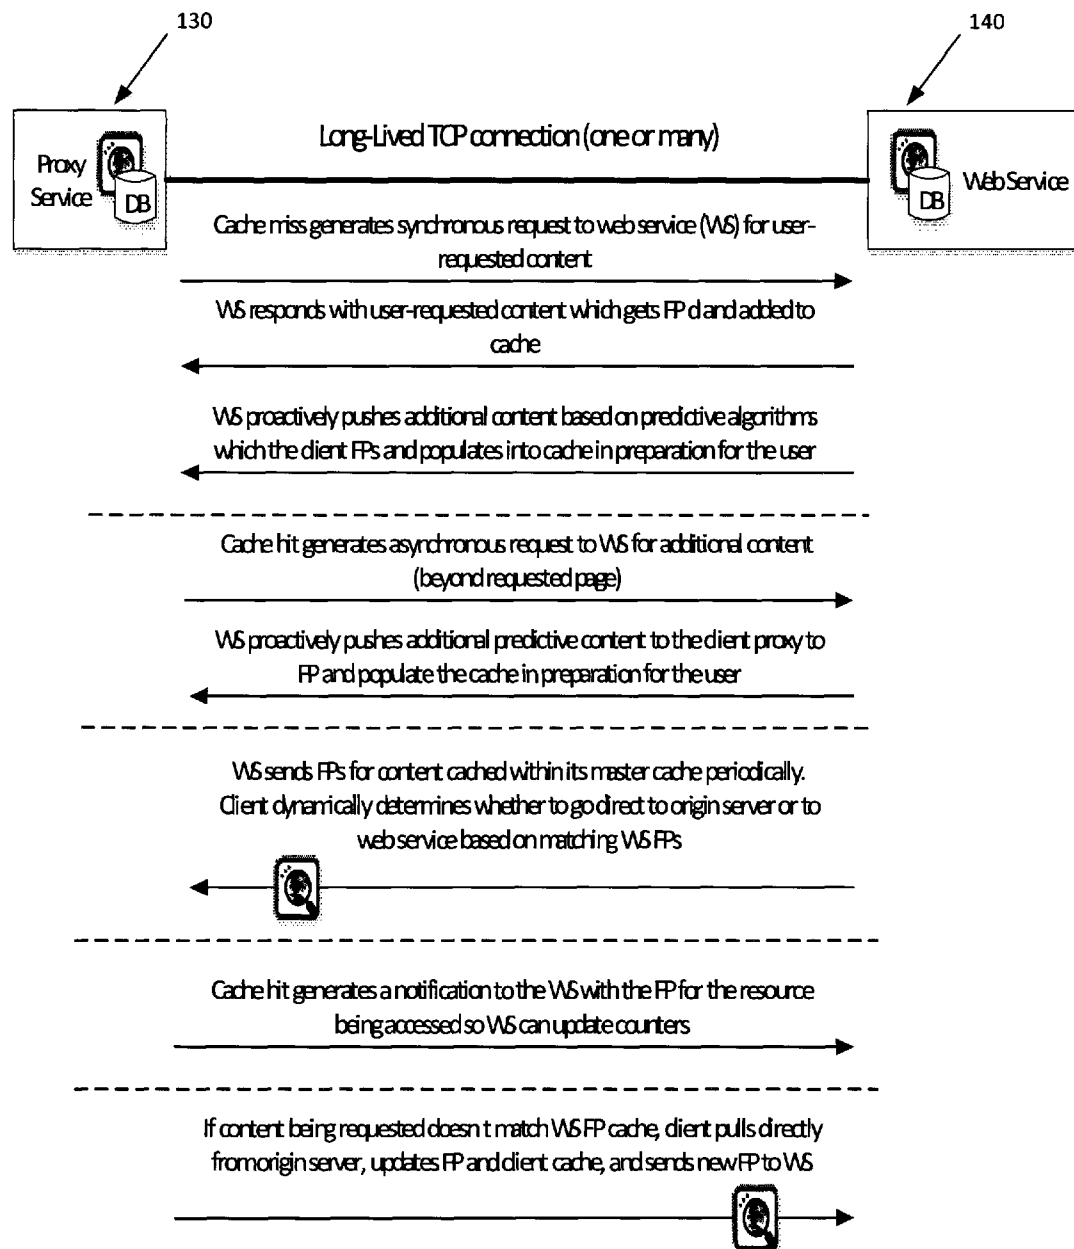 130
140
Long-Lived TCP connection (one or many)
Proxy
Service
DB
DB
Web Service
Cache miss generates synchronous request to web service (WS) for user-
requested content
WS responds with user-requested content which gets FP d and added to
cache
WS proactively pushes additional content based on predictive algorithms
which the client FPs and populates into cache in preparation for the user
Cache hit generates asynchronous request to WS for additional content
(beyond requested page)
WS proactively pushes additional predictive content to the client proxy to
FP and populate the cache in preparation for the user
WS sends FPs for content cached within its master cache periodically.
Client dynamically determines whether to go direct to origin server or to
web service based on matching WS FPs
Cache hit generates a notification to the WS with the FP for the resource
being accessed so WS can update counters
If content being requested doesn t match WS FP cache, client pulls directly
from origin server, updates FP and client cache, and sends new FP to WS